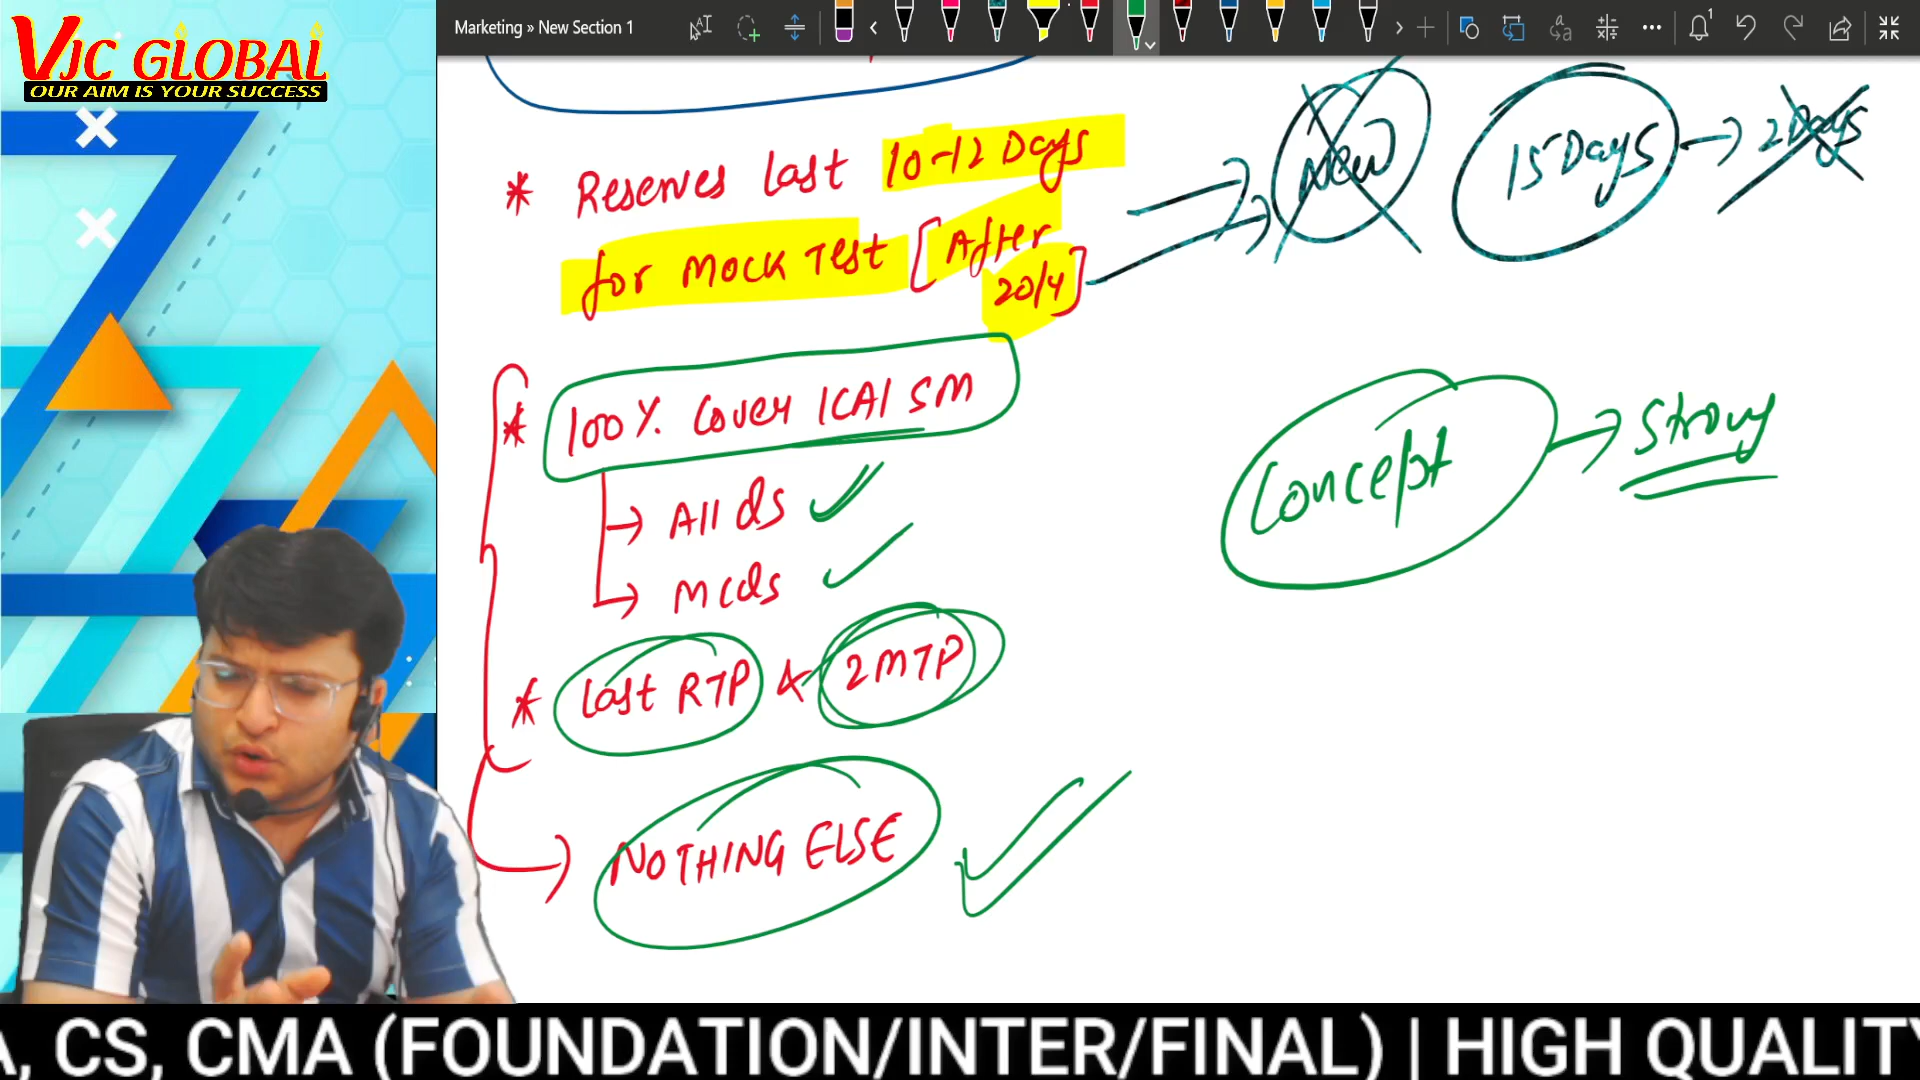 VJC GLOBAL
OUR AIM IS YOUR SUCCESS
Marketing » New Section 1
* Reserves last 10-12 Days
for Mock Test [After
20/4]
New
15 Days → 2 Days
* 100% Cover ICAI SM
→ All Qs
→ MCQs
* last RTP & 2 MTP
→ NOTHING ELSE
Concept → Strong
A, CS, CMA (FOUNDATION/INTER/FINAL) | HIGH QUALITY